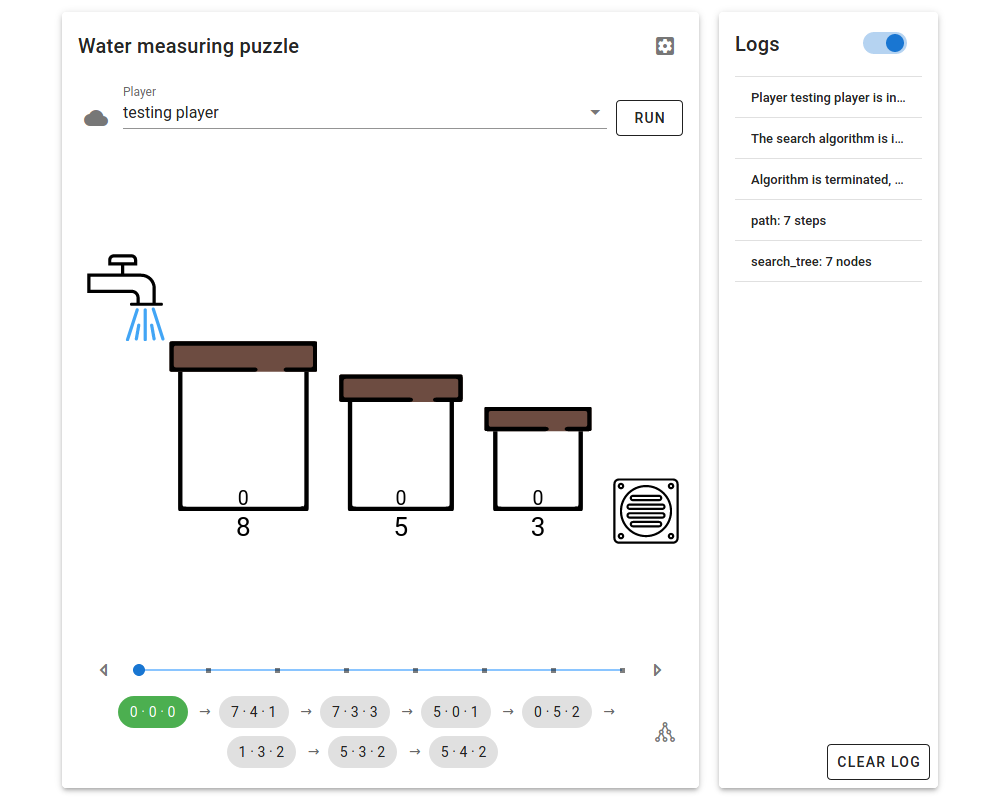 Water measuring puzzle
Player
testing player
RUN
0
8
0
5
0
3
0 · 0 · 0 → 7 · 4 · 1 → 7 · 3 · 3 → 5 · 0 · 1 → 0 · 5 · 2 →
1 · 3 · 2 → 5 · 3 · 2 → 5 · 4 · 2
Logs
Player testing player is in...
The search algorithm is i...
Algorithm is terminated, ...
path: 7 steps
search_tree: 7 nodes
CLEAR LOG